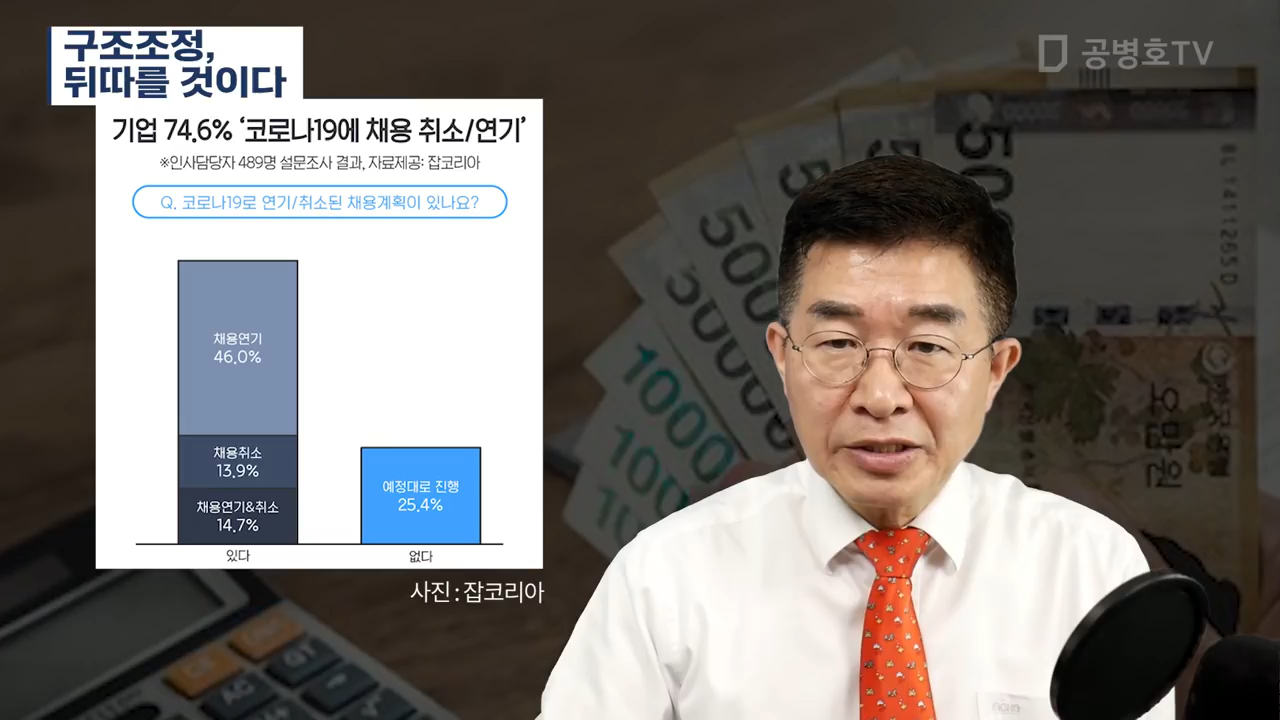 구조조정,
뒤따를 것이다
공병호TV
기업 74.6% ‘코로나19에 채용 취소/연기’
※인사담당자 489명 설문조사 결과, 자료제공: 잡코리아
Q. 코로나19로 연기/취소된 채용계획이 있나요?
채용연기
46.0%
채용취소
13.9%
채용연기&취소
14.7%
예정대로 진행
25.4%
있다
없다
사진 : 잡코리아
오만원